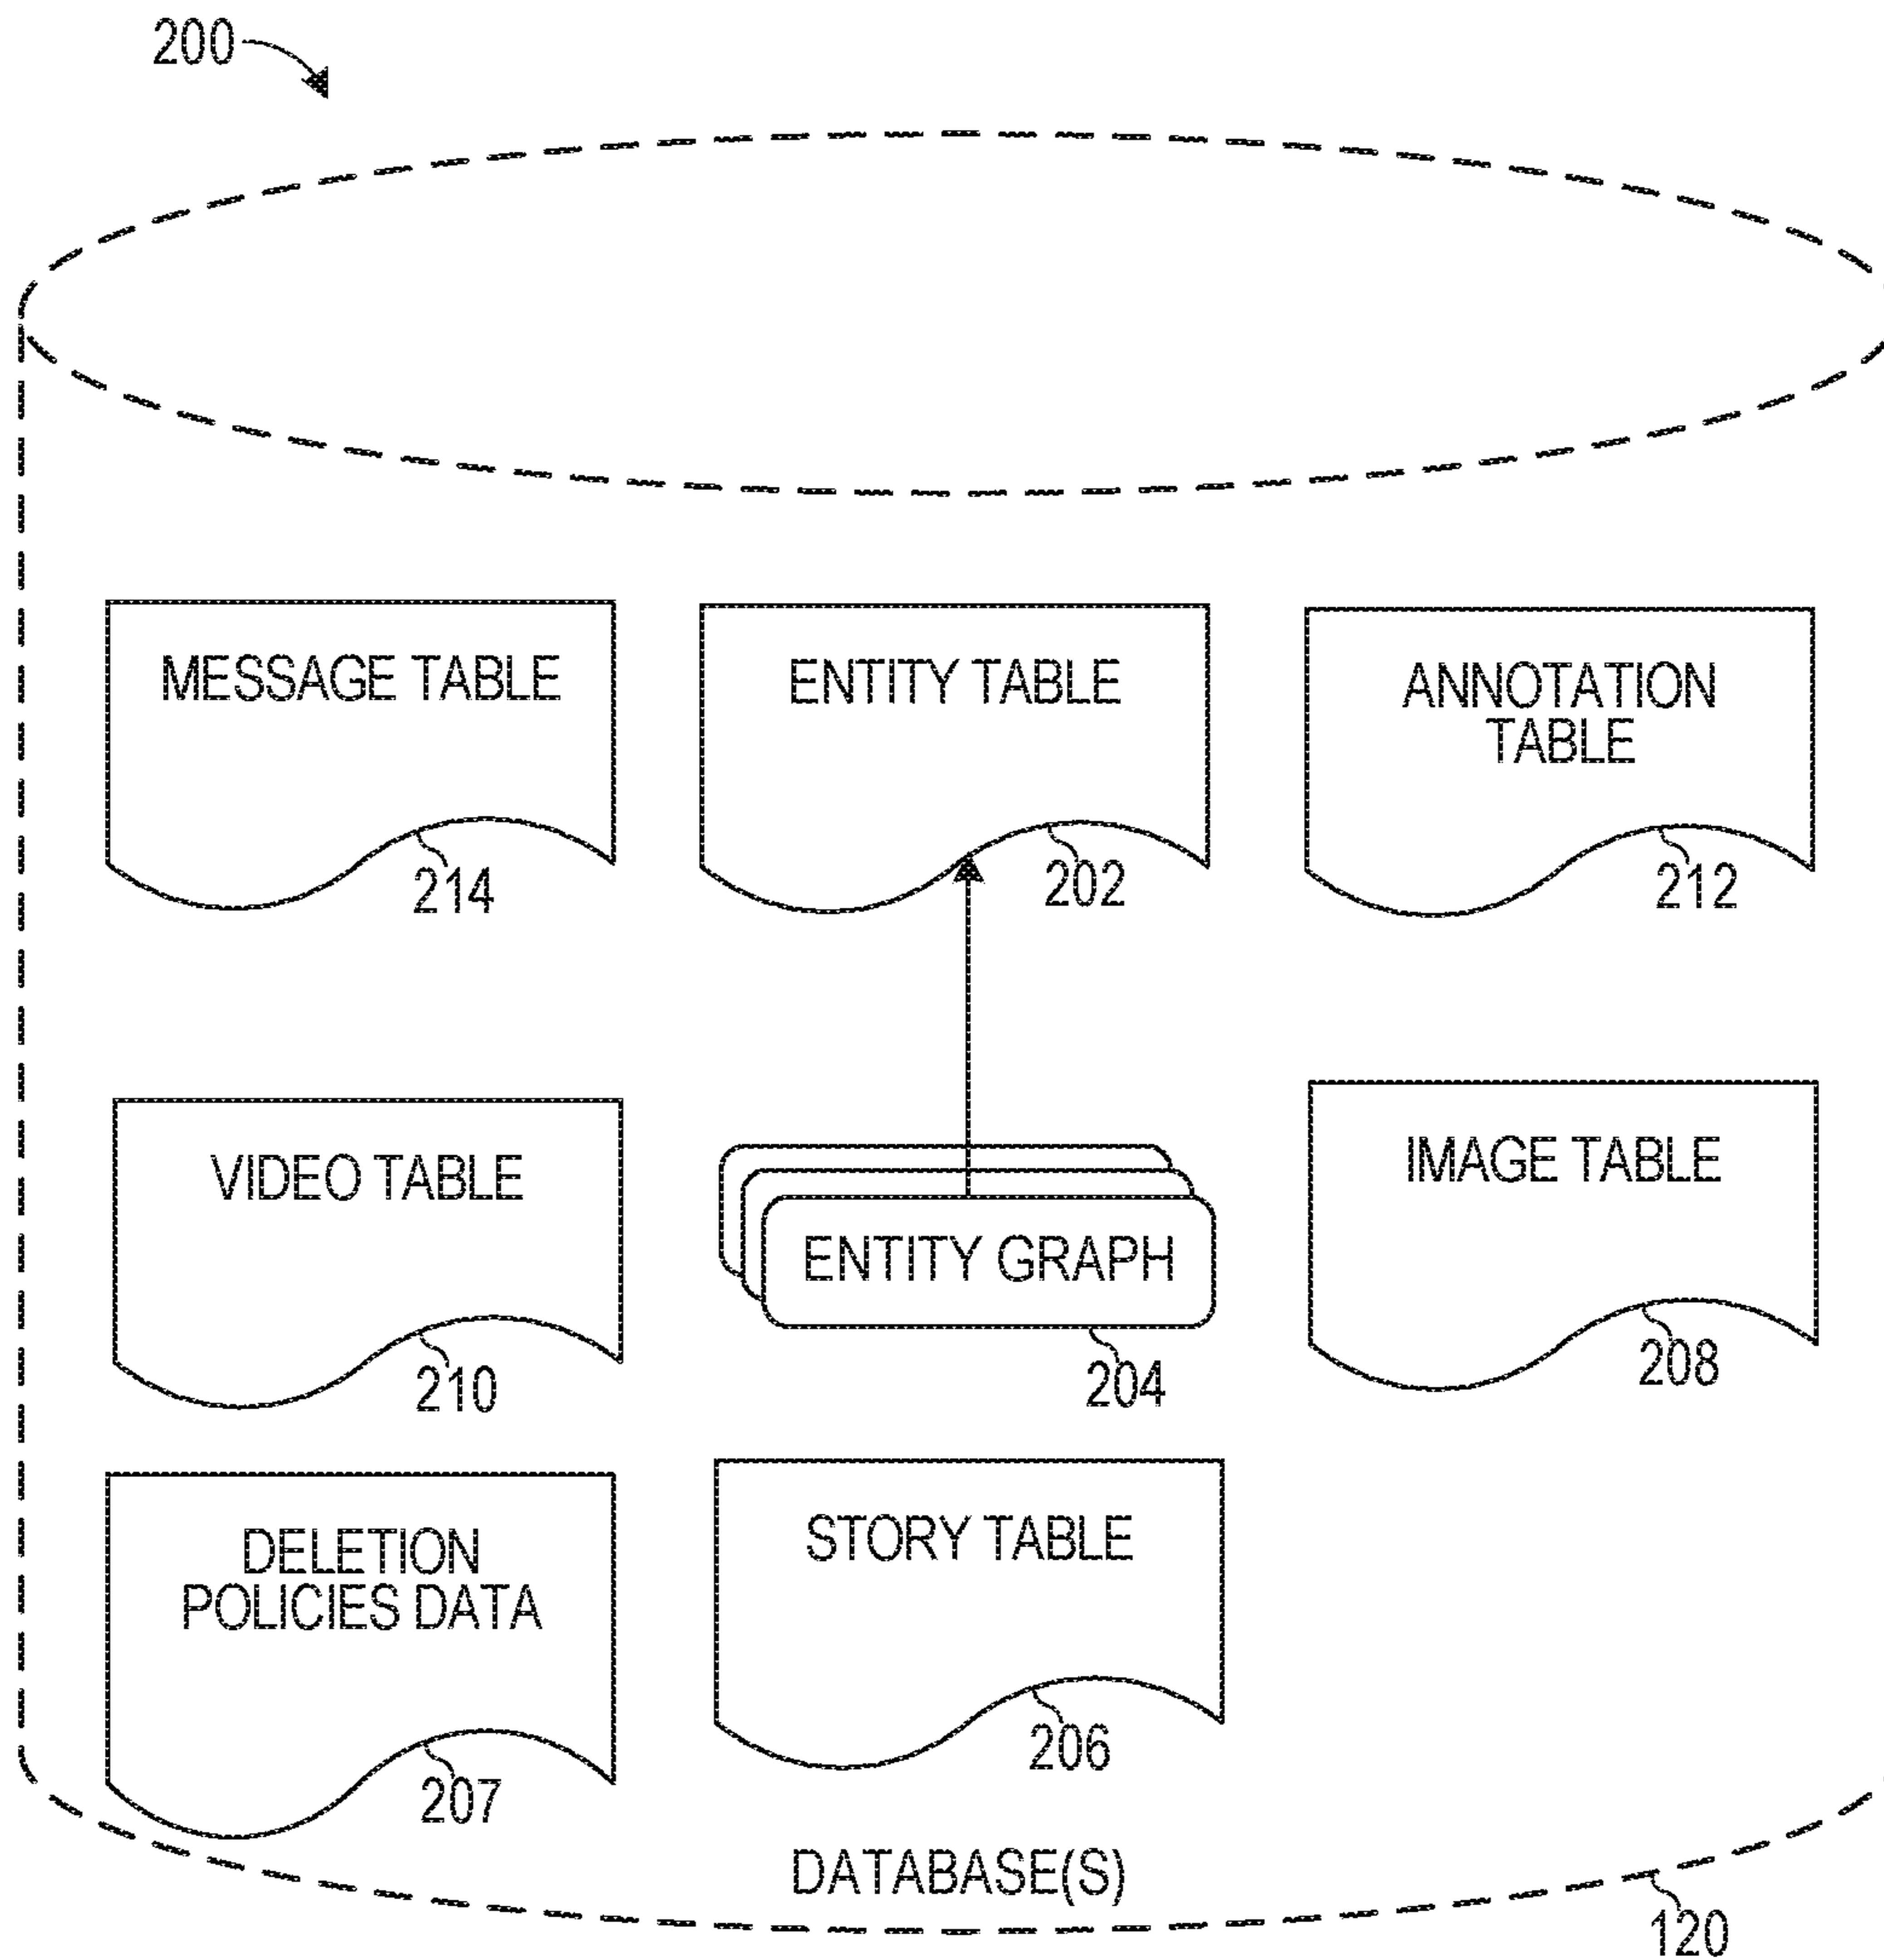 200
MESSAGE TABLE
214
ENTITY TABLE
202
ANNOTATION
TABLE
212
VIDEO TABLE
210
ENTITY GRAPH
204
IMAGE TABLE
208
DELETION
POLICIES DATA
207
STORY TABLE
206
DATABASE(S)
120